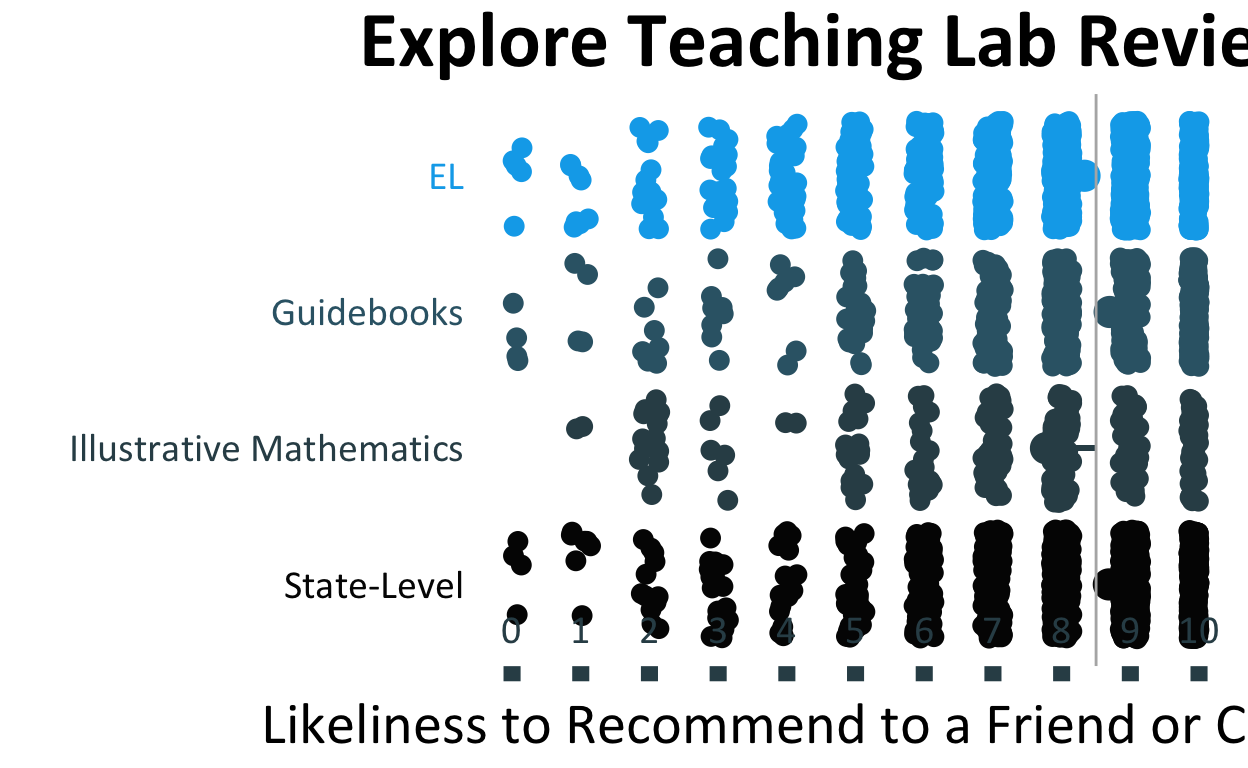 Explore Teaching Lab Revie
EL
Guidebooks
Illustrative Mathematics
State-Level
0 1 2 3 4 5 6 7 8 9 10
Likeliness to Recommend to a Friend or C